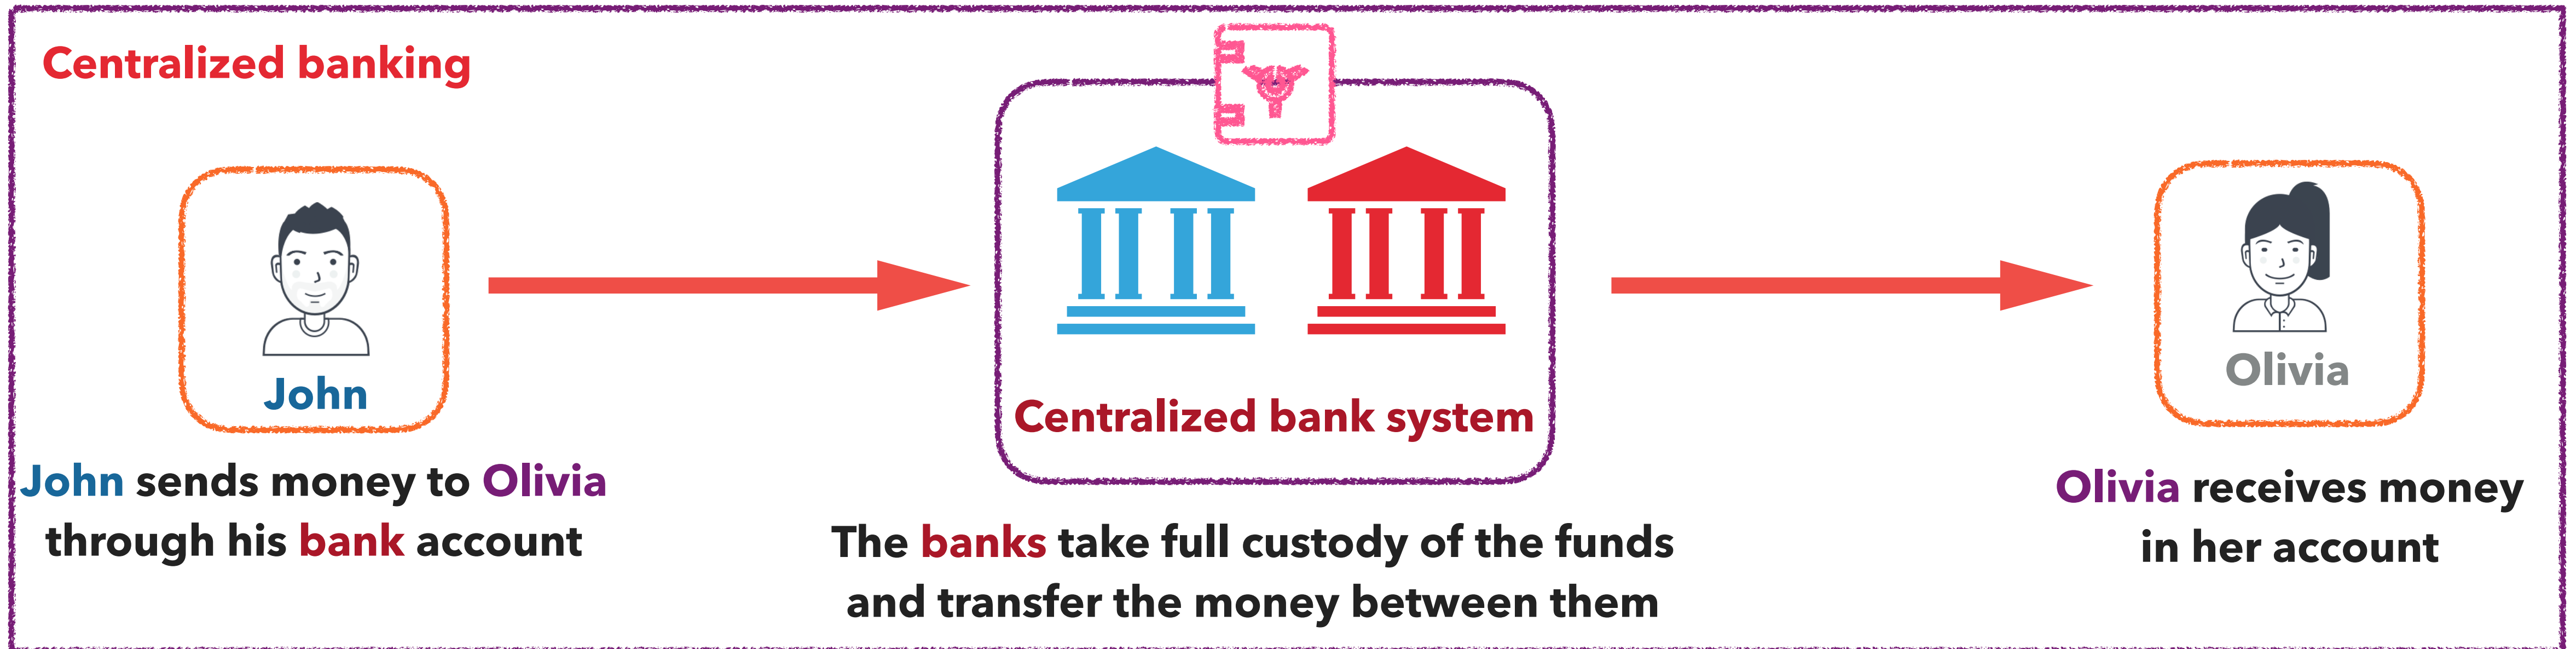 Centralized banking
John
Centralized bank system
Olivia
John sends money to Olivia
through his bank account
The banks take full custody of the funds
and transfer the money between them
Olivia receives money
in her account